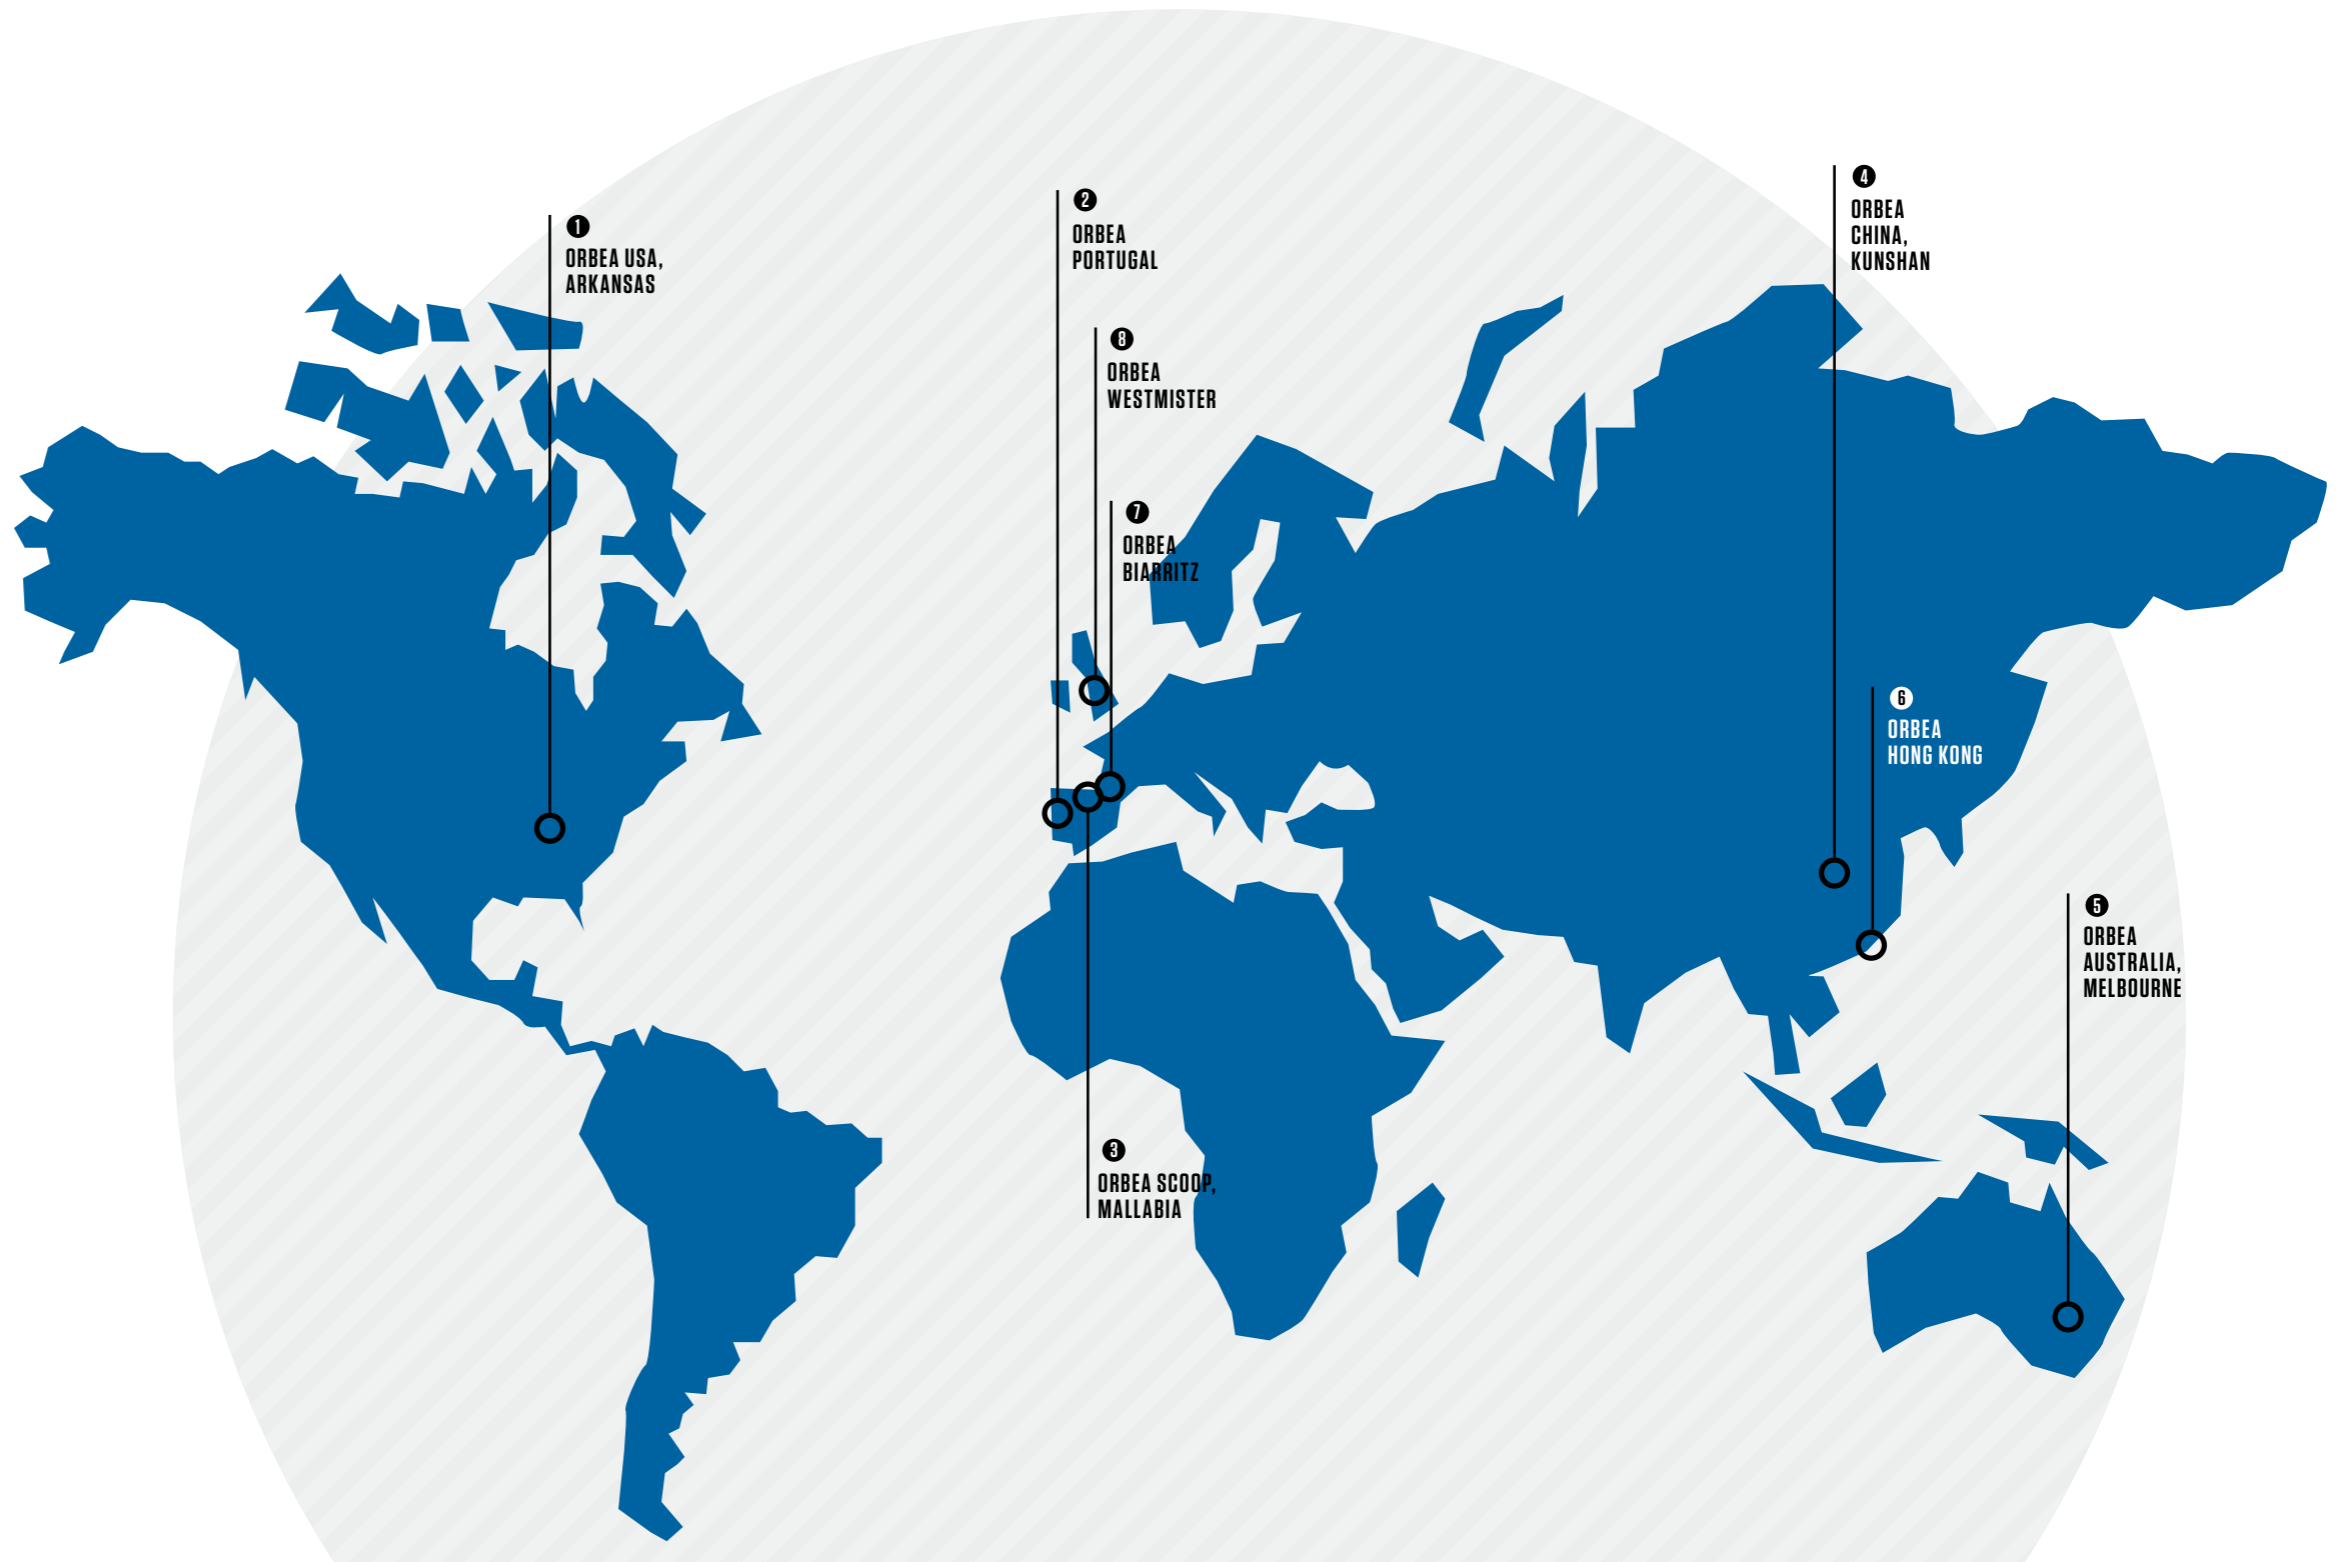 1
ORBEA USA,
ARKANSAS
2
ORBEA
PORTUGAL
8
ORBEA
WESTMISTER
7
ORBEA
BIARRITZ
4
ORBEA
CHINA,
KUNSHAN
6
ORBEA
HONG KONG
5
ORBEA
AUSTRALIA,
MELBOURNE
3
ORBEA SCOOP,
MALLABIA